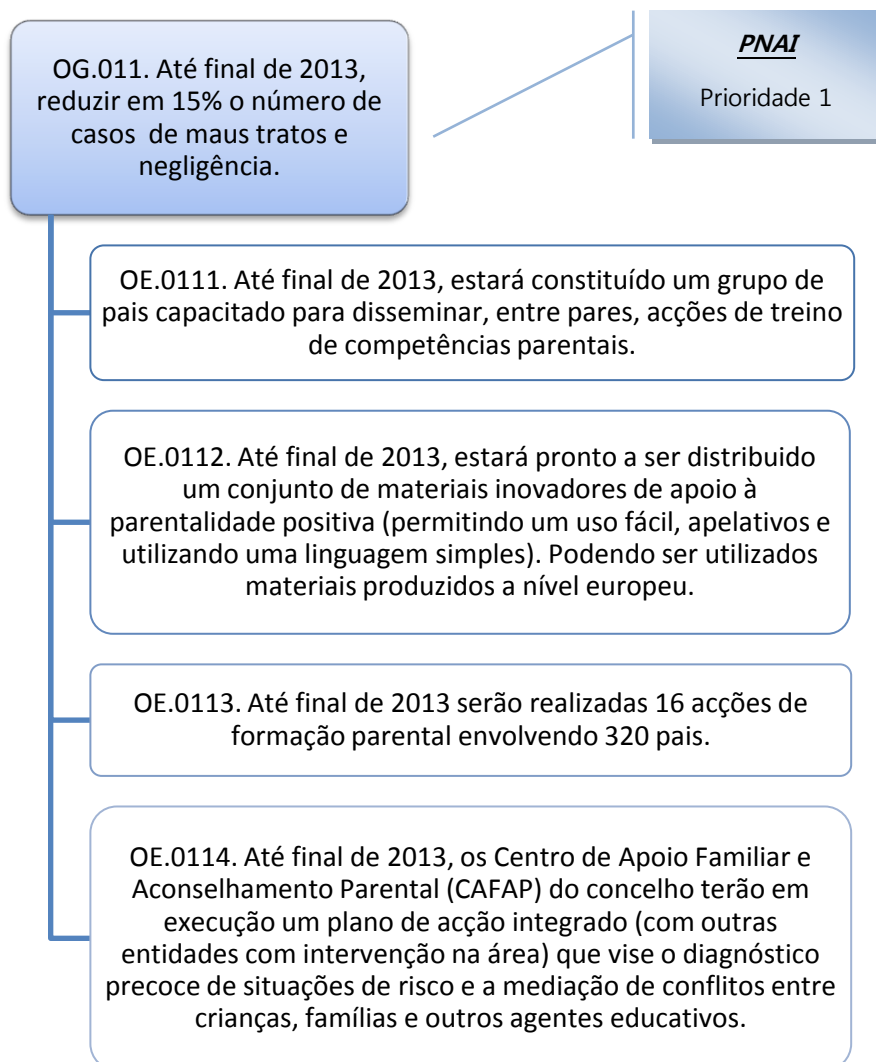 OG.011. Até final de 2013,
reduzir em 15% o número de
casos de maus tratos e
negligência.
PNAI
Prioridade 1
OE.0111. Até final de 2013, estará constituído um grupo de
pais capacitado para disseminar, entre pares, acções de treino
de competências parentais.
OE.0112. Até final de 2013, estará pronto a ser distribuido
um conjunto de materiais inovadores de apoio à
parentalidade positiva (permitindo um uso fácil, apelativos e
utilizando uma linguagem simples). Podendo ser utilizados
materiais produzidos a nível europeu.
OE.0113. Até final de 2013 serão realizadas 16 acções de
formação parental envolvendo 320 pais.
OE.0114. Até final de 2013, os Centro de Apoio Familiar e
Aconselhamento Parental (CAFAP) do concelho terão em
execução um plano de acção integrado (com outras
entidades com intervenção na área) que vise o diagnóstico
precoce de situações de risco e a mediação de conflitos entre
crianças, famílias e outros agentes educativos.